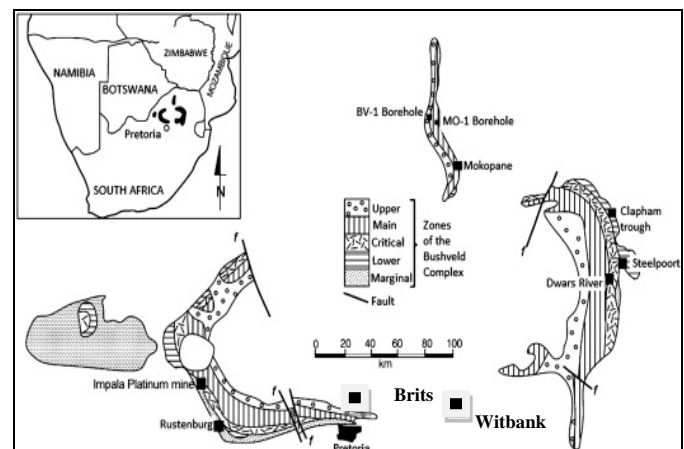 ZIMBABWE
MOZAMBIQUE
NAMIBIA
BOTSWANA
Pretoria
SOUTH AFRICA
N
BV-1 Borehole
MO-1 Borehole
Mokopane
Upper
Main
Critical
Lower
Marginal
Fault
Zones
of the
Bushveld
Complex
Clapham
trough
Steelpoort
Dwars River
f
f
f
f
f
0 20 40 60 80 100
km
Impala Platinum mine
Rustenburg
Brits
Witbank
Pretoria